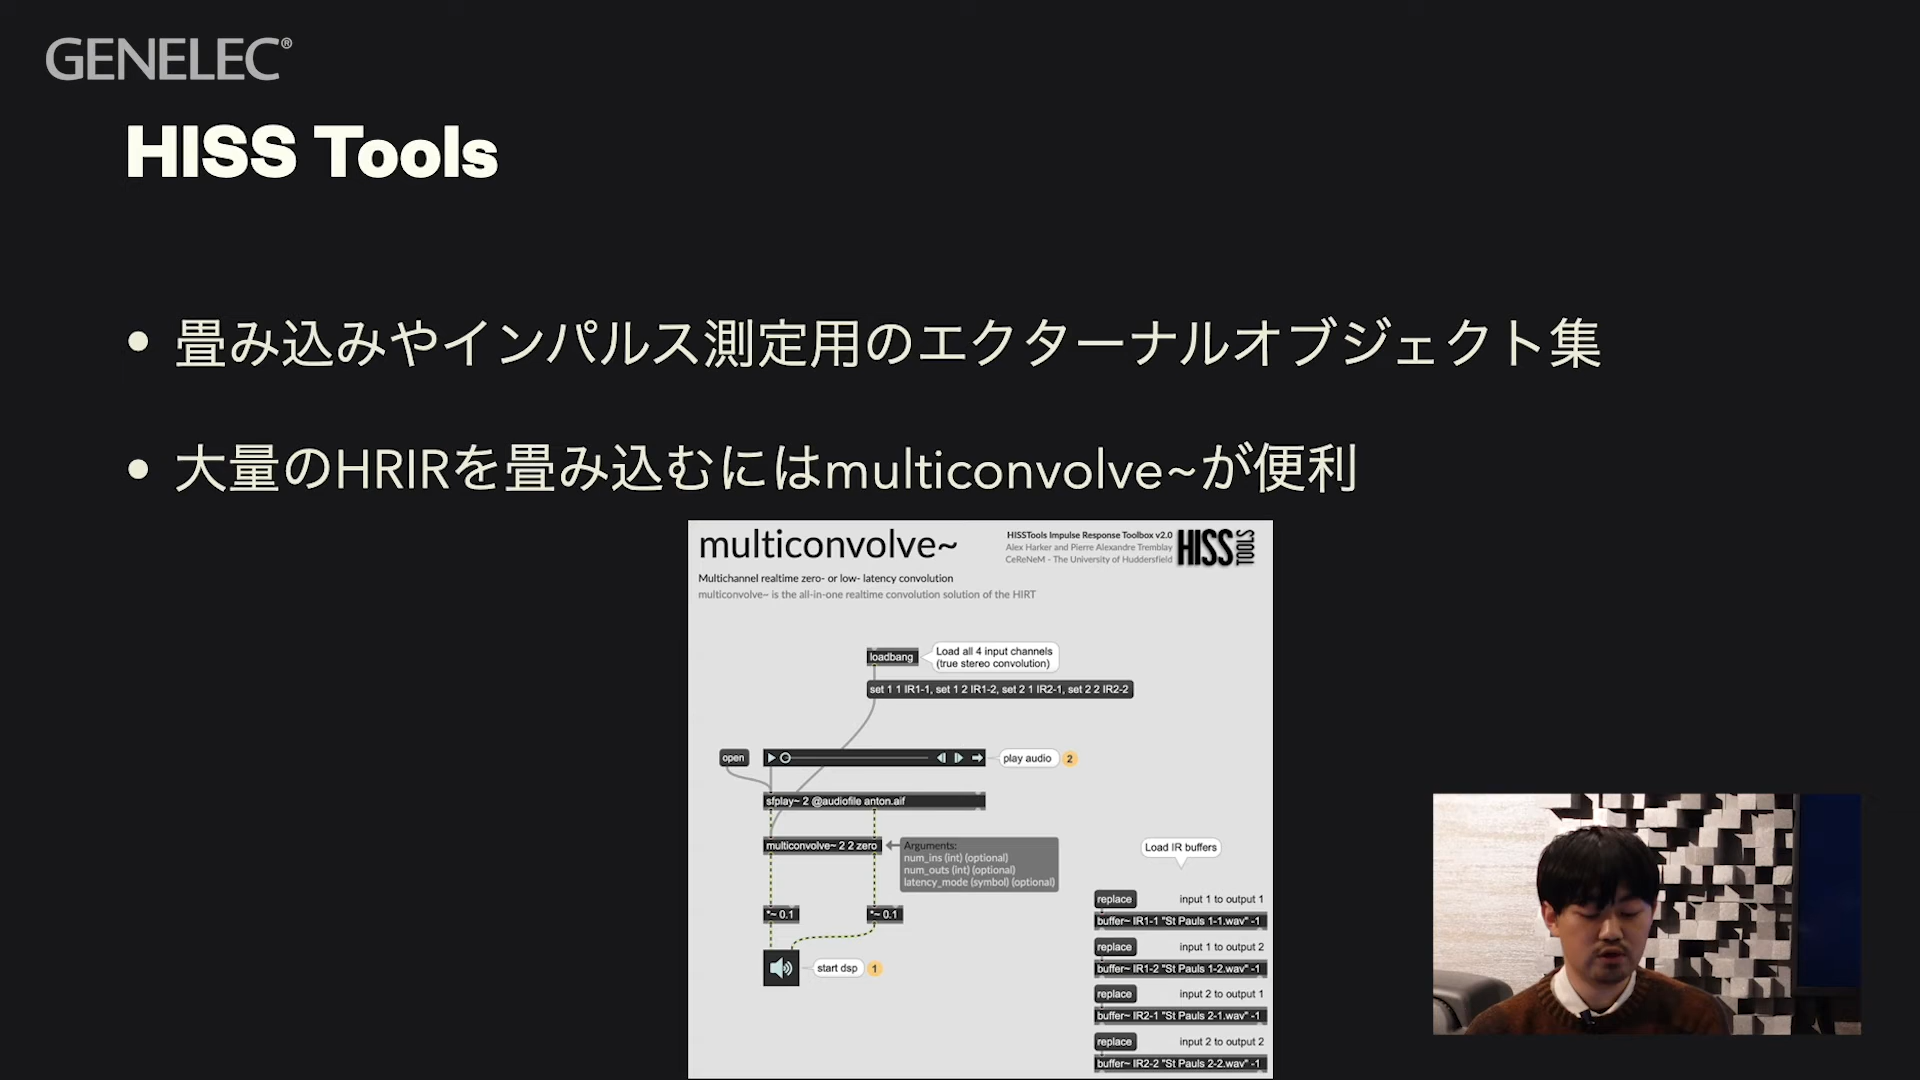 GENELEC®
HISS Tools
• 畳み込みやインパルス測定用のエクターナルオブジェクト集
• 大量のHRIRを畳み込むにはmulticonvolve~が便利
multiconvolve~
HISSTools Impulse Response Toolbox v2.0
Alex Harker and Pierre Alexandre Tremblay
CeReNeM - The University of Huddersfield
HISS TOOLS
Multichannel realtime zero- or low- latency convolution
multiconvolve~ is the all-in-one realtime convolution solution of the HIRT
loadbang
Load all 4 input channels
(true stereo convolution)
set 1 1 IR1-1, set 1 2 IR1-2, set 2 1 IR2-1, set 2 2 IR2-2
open
play audio 2
sfplay~ 2 @audiofile anton.aif
multiconvolve~ 2 2 zero
Arguments:
num_ins (int) (optional)
num_outs (int) (optional)
latency_mode (symbol) (optional)
*~ 0.1
*~ 0.1
start dsp 1
Load IR buffers
replace input 1 to output 1
buffer~ IR1-1 "St Pauls 1-1.wav" -1
replace input 1 to output 2
buffer~ IR1-2 "St Pauls 1-2.wav" -1
replace input 2 to output 1
buffer~ IR2-1 "St Pauls 2-1.wav" -1
replace input 2 to output 2
buffer~ IR2-2 "St Pauls 2-2.wav" -1